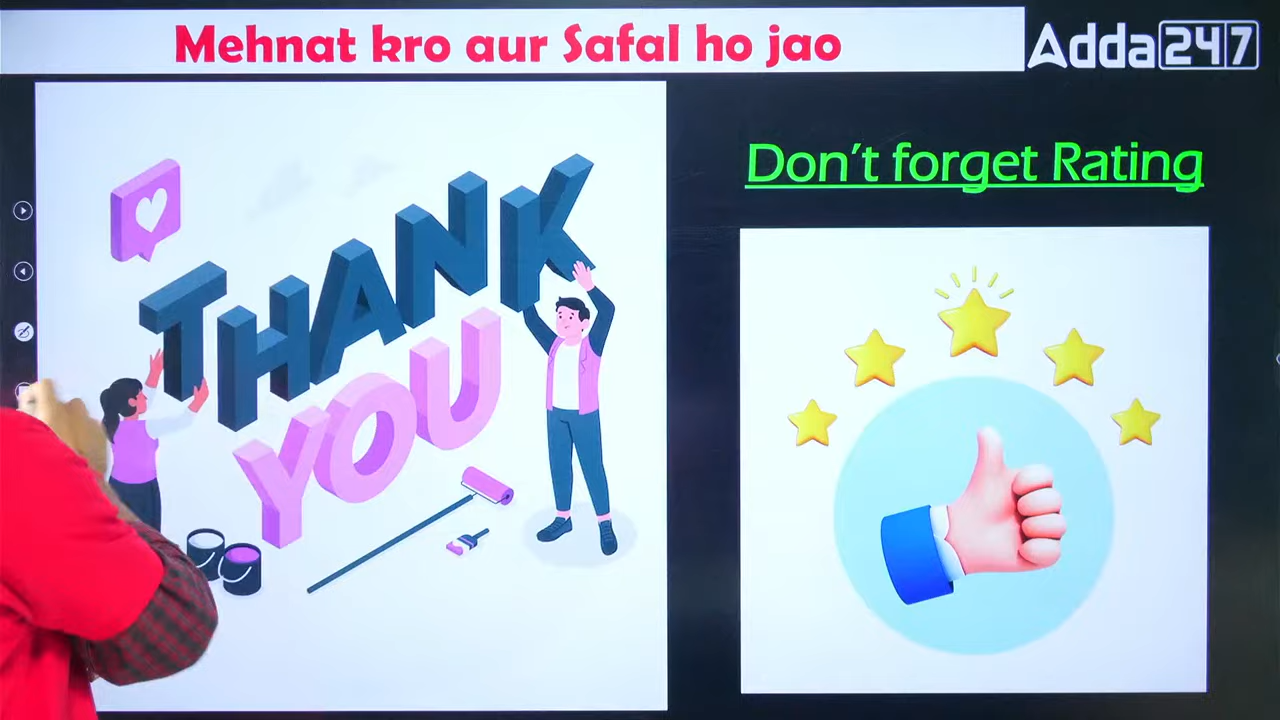 Mehnat kro aur Safal ho jao
Adda247
THANK
YOU
Don't forget Rating